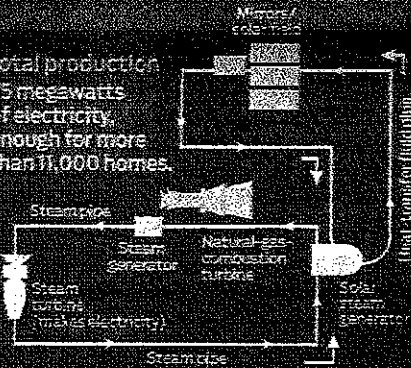 Mirrors/
solar field
otal production
5 megawatts
f electricity,
nough for more
han 11,000 homes.
Steam pipe
Steam
generator
Natural-gas-
combustion
turbine
Steam
turbine
(makes electricity)
Solar
steam
generator
Steam pipe